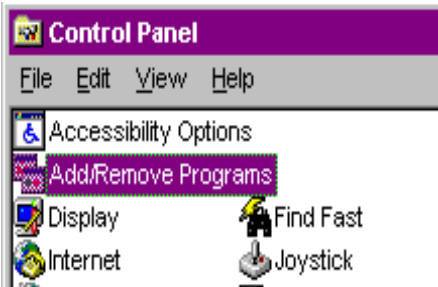 Control Panel
File Edit View Help
Accessibility Options
Add/Remove Programs
Display Find Fast
Internet Joystick